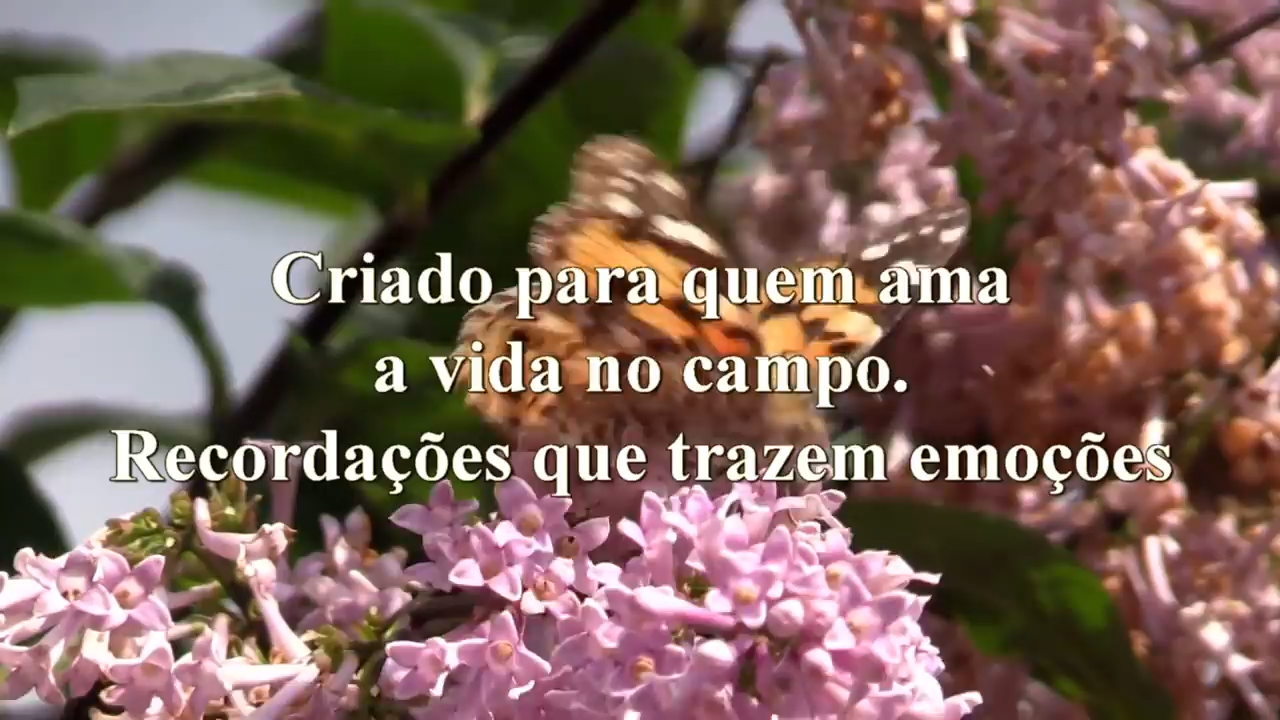 Criado para quem ama
a vida no campo.
Recordações que trazem emoções